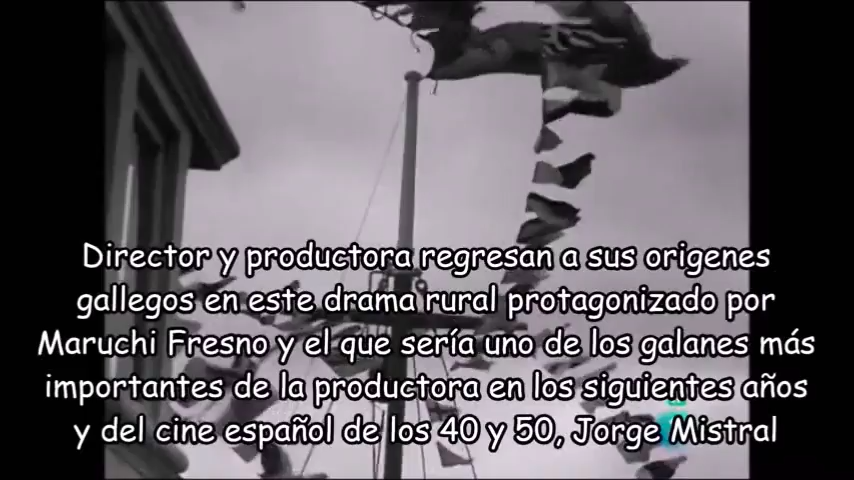 Director y productora regresan a sus origenes
gallegos en este drama rural protagonizado por
Maruchi Fresno y el que sería uno de los galanes más
importantes de la productora en los siguientes años
y del cine español de los 40 y 50, Jorge Mistral